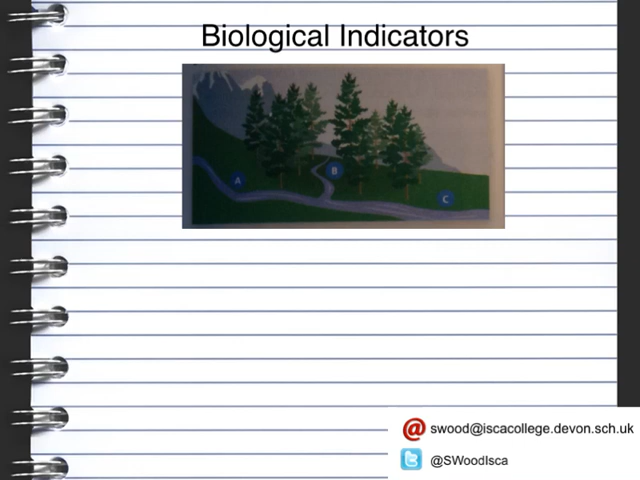 Biological Indicators
A
B
C
@ swood@iscacollege.devon.sch.uk
@SWoodIsca